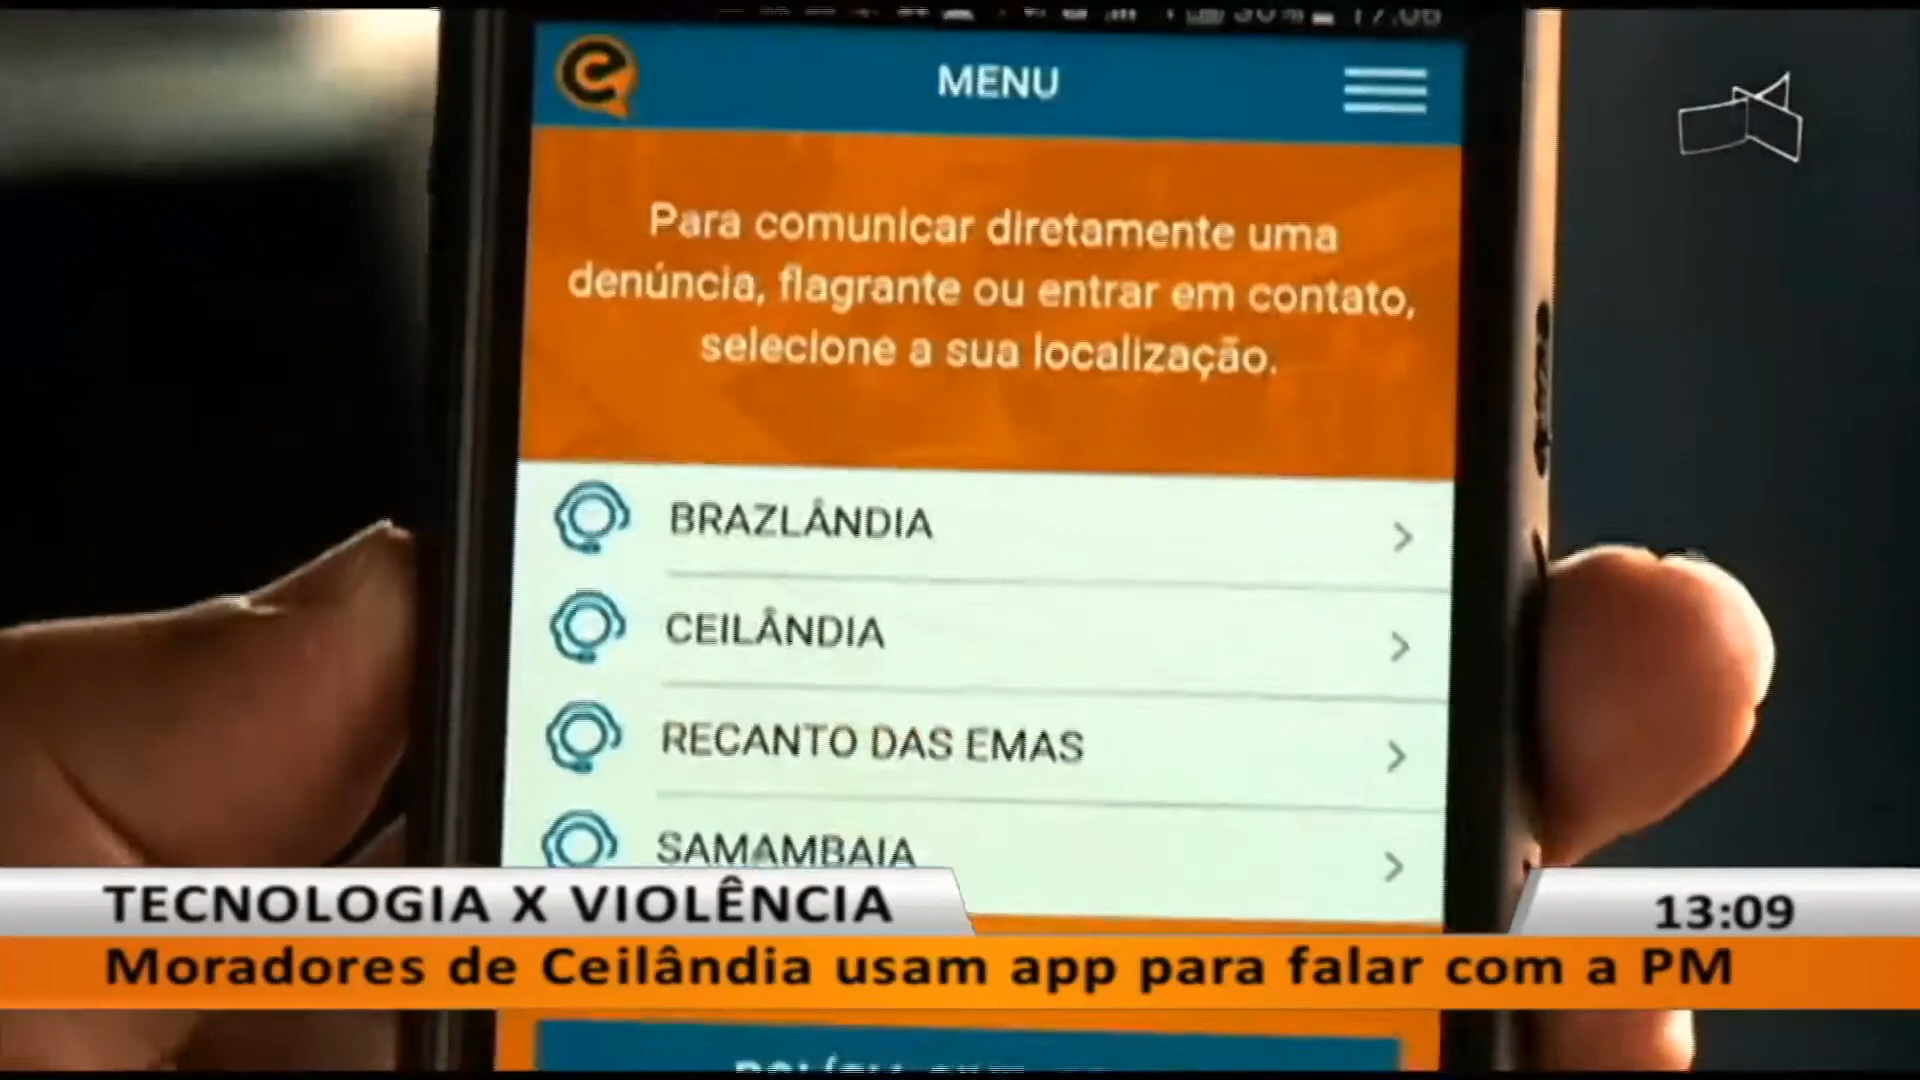 MENU
Para comunicar diretamente uma
denúncia, flagrante ou entrar em contato,
selecione a sua localização.
BRAZLÂNDIA
CEILÂNDIA
RECANTO DAS EMAS
SAMAMBAIA
TECNOLOGIA X VIOLÊNCIA
13:09
Moradores de Ceilândia usam app para falar com a PM